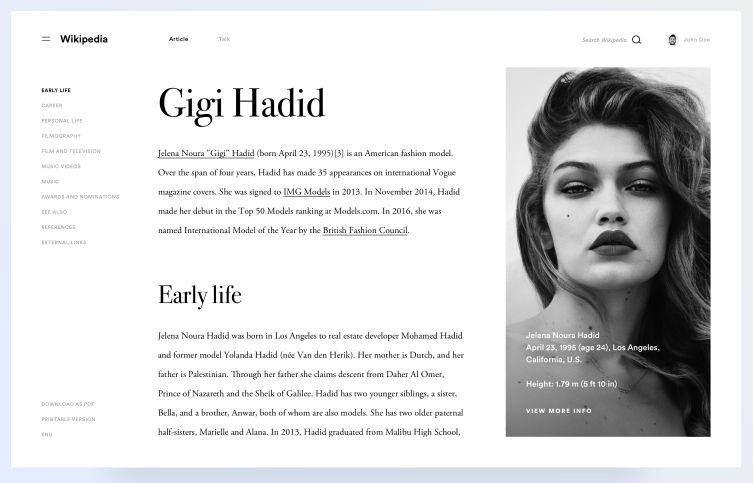 Wikipedia
Article
Talk
Search Wikipedia
John Doe
EARLY LIFE
CAREER
PERSONAL LIFE
FILMOGRAPHY
FILM AND TELEVISION
MUSIC VIDEOS
MUSIC
AWARDS AND NOMINATIONS
SEE ALSO
REFERENCES
EXTERNAL LINKS
DOWNLOAD AS PDF
PRINTABLE VERSION
ENG
Gigi Hadid
Jelena Noura "Gigi" Hadid (born April 23, 1995)[3] is an American fashion model.
Over the span of four years, Hadid has made 35 appearances on international Vogue
magazine covers. She was signed to IMG Models in 2013. In November 2014, Hadid
made her debut in the Top 50 Models ranking at Models.com. In 2016, she was
named International Model of the Year by the British Fashion Council.
Early life
Jelena Noura Hadid was born in Los Angeles to real estate developer Mohamed Hadid
and former model Yolanda Hadid (née Van den Herik). Her mother is Dutch, and her
father is Palestinian. Through her father she claims descent from Daher Al Omer,
Prince of Nazareth and the Sheik of Galilee. Hadid has two younger siblings, a sister,
Bella, and a brother, Anwar, both of whom are also models. She has two older paternal
half-sisters, Marielle and Alana. In 2013, Hadid graduated from Malibu High School,
Jelena Noura Hadid
April 23, 1995 (age 24), Los Angeles,
California, U.S.
Height: 1.79 m (5 ft 10 in)
VIEW MORE INFO